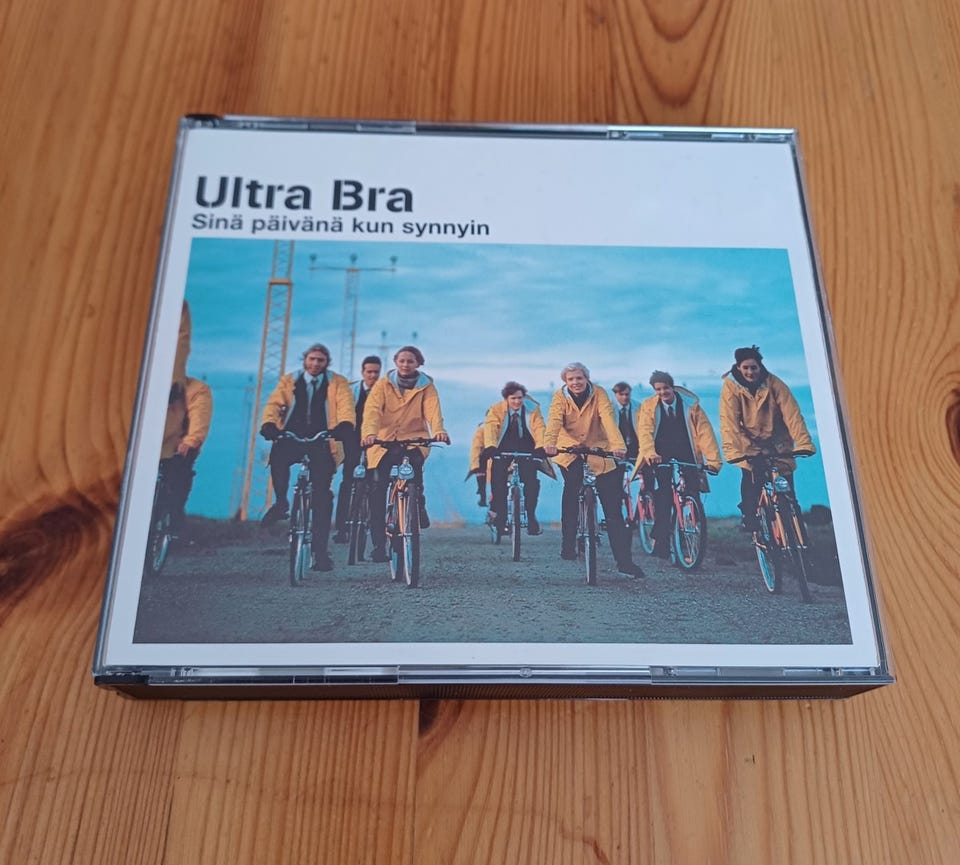 Ultra Bra
Sinä päivänä kun synnyin